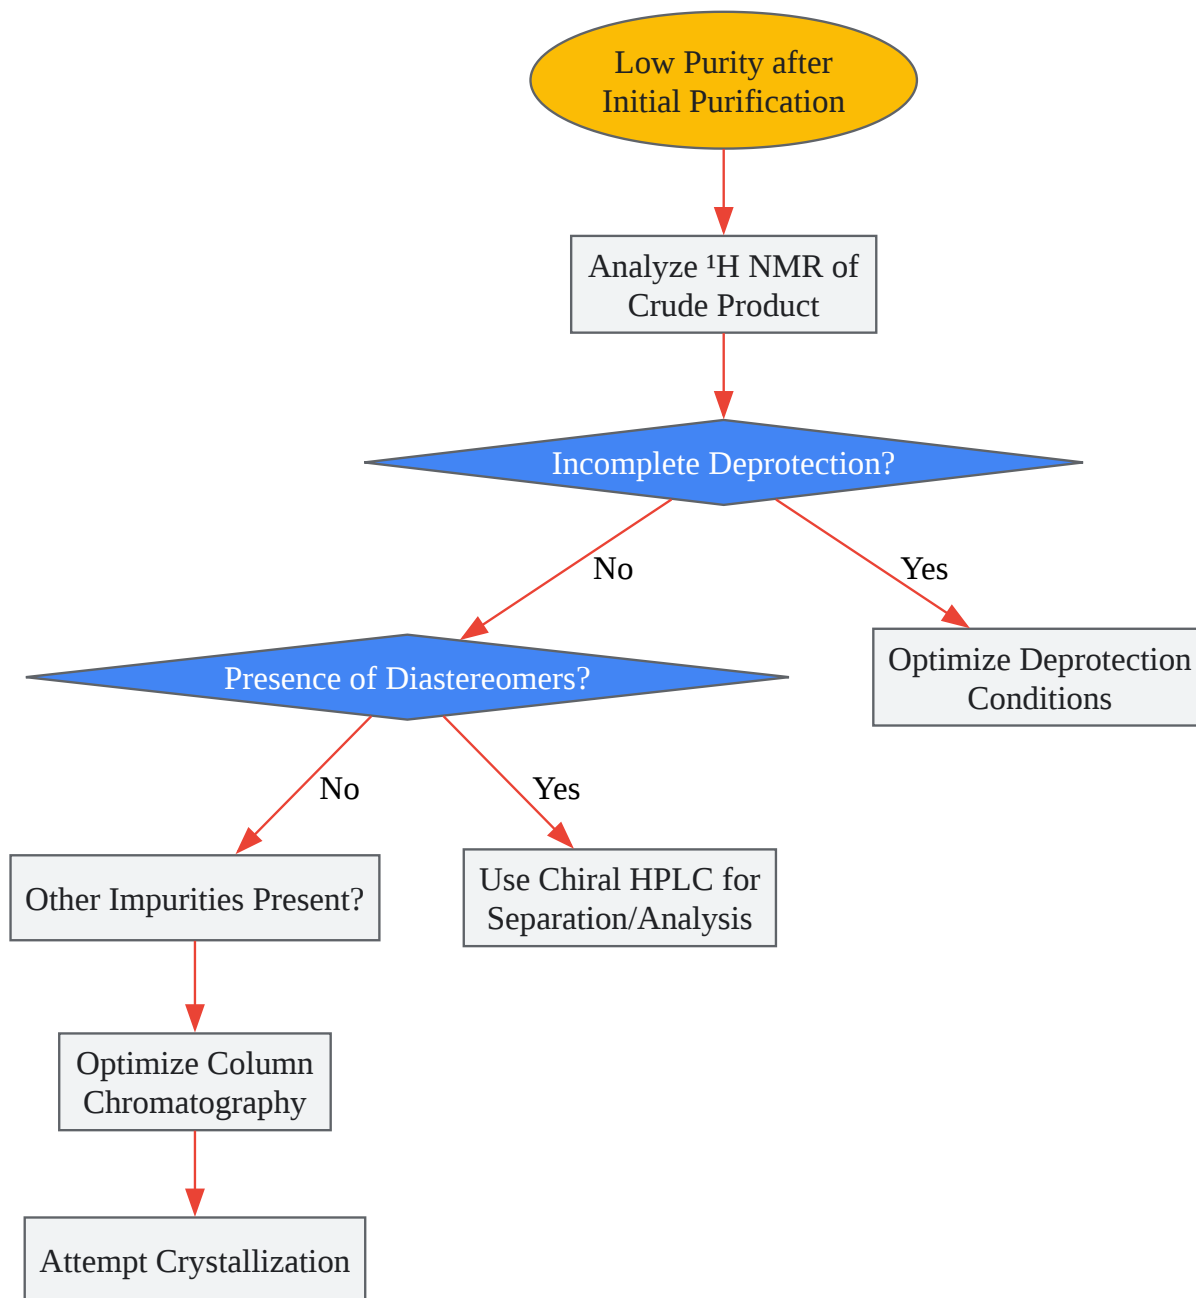 Low Purity after
Initial Purification
Analyze ¹H NMR of
Crude Product
Incomplete Deprotection?
No
Yes
Optimize Deprotection
Conditions
Presence of Diastereomers?
No
Yes
Other Impurities Present?
Use Chiral HPLC for
Separation/Analysis
Optimize Column
Chromatography
Attempt Crystallization